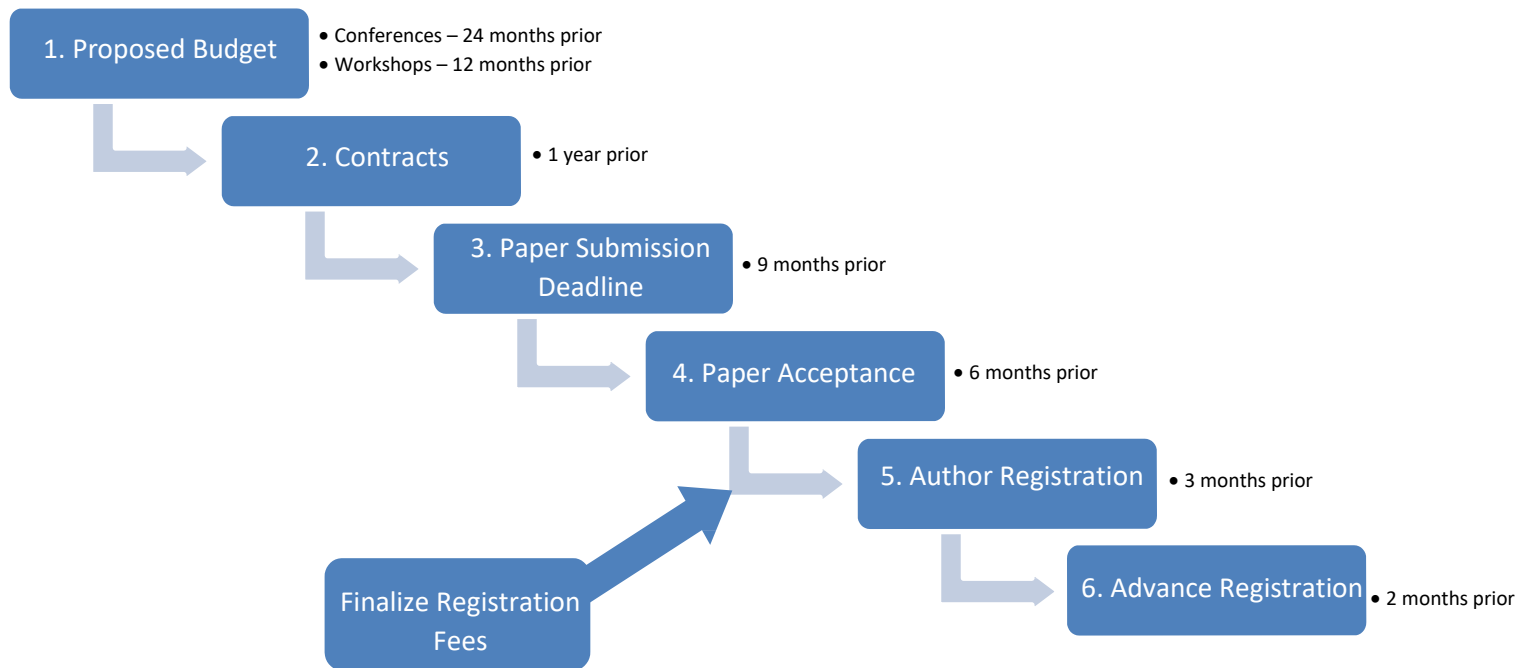 1. Proposed Budget
• Conferences – 24 months prior
• Workshops – 12 months prior
2. Contracts
• 1 year prior
3. Paper Submission
Deadline
• 9 months prior
4. Paper Acceptance
• 6 months prior
5. Author Registration
• 3 months prior
Finalize Registration
Fees
6. Advance Registration
• 2 months prior